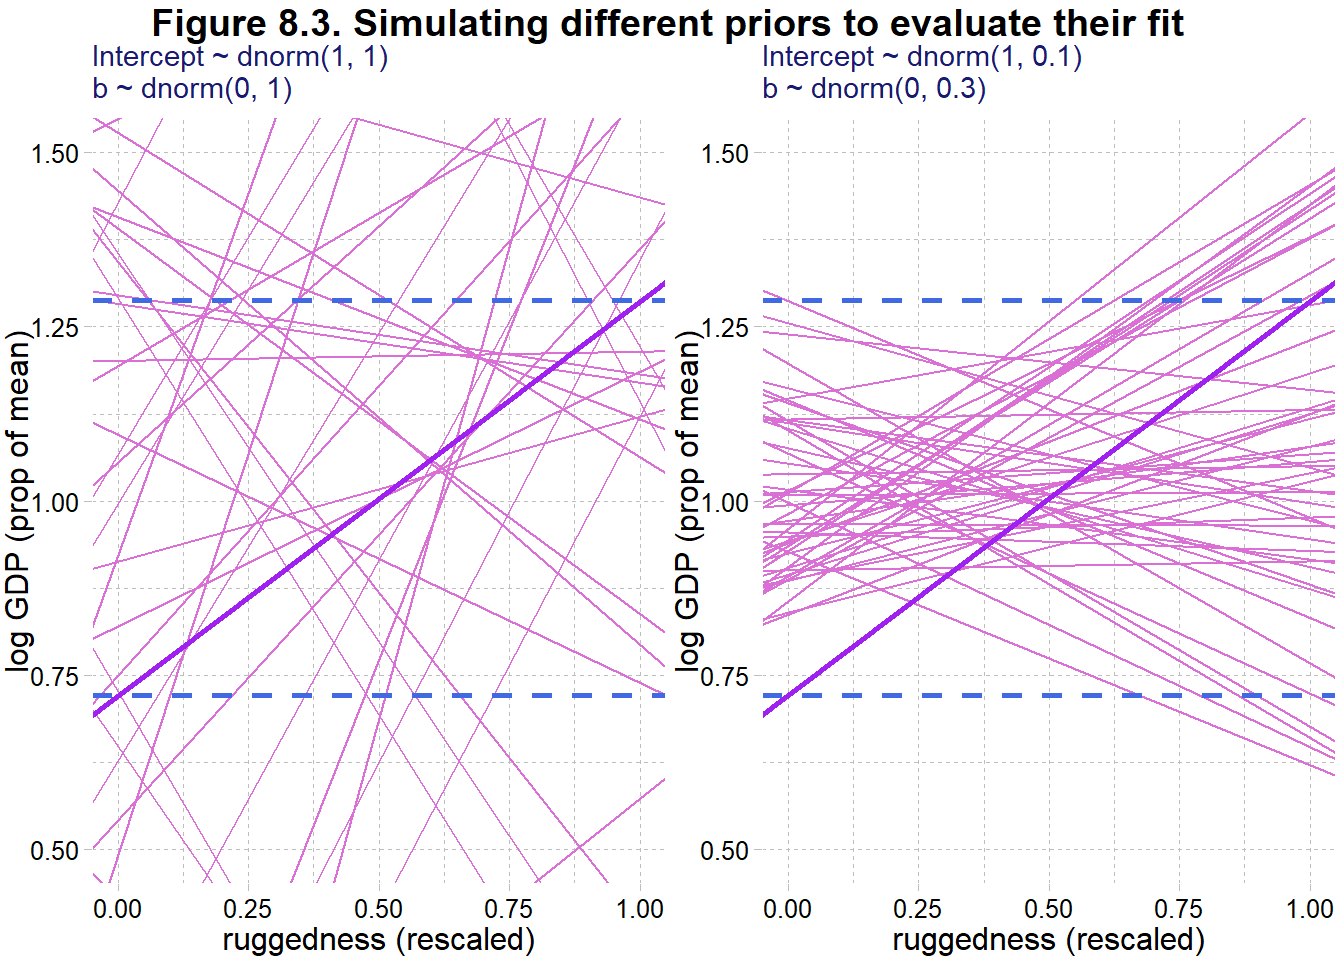 Figure 8.3. Simulating different priors to evaluate their fit
Intercept ~ dnorm(1, 1)
b ~ dnorm(0, 1)
log GDP (prop of mean)
1.50
1.25
1.00
0.75
0.50
0.00 0.25 0.50 0.75 1.00
ruggedness (rescaled)
Intercept ~ dnorm(1, 0.1)
b ~ dnorm(0, 0.3)
log GDP (prop of mean)
1.50
1.25
1.00
0.75
0.50
0.00 0.25 0.50 0.75 1.00
ruggedness (rescaled)